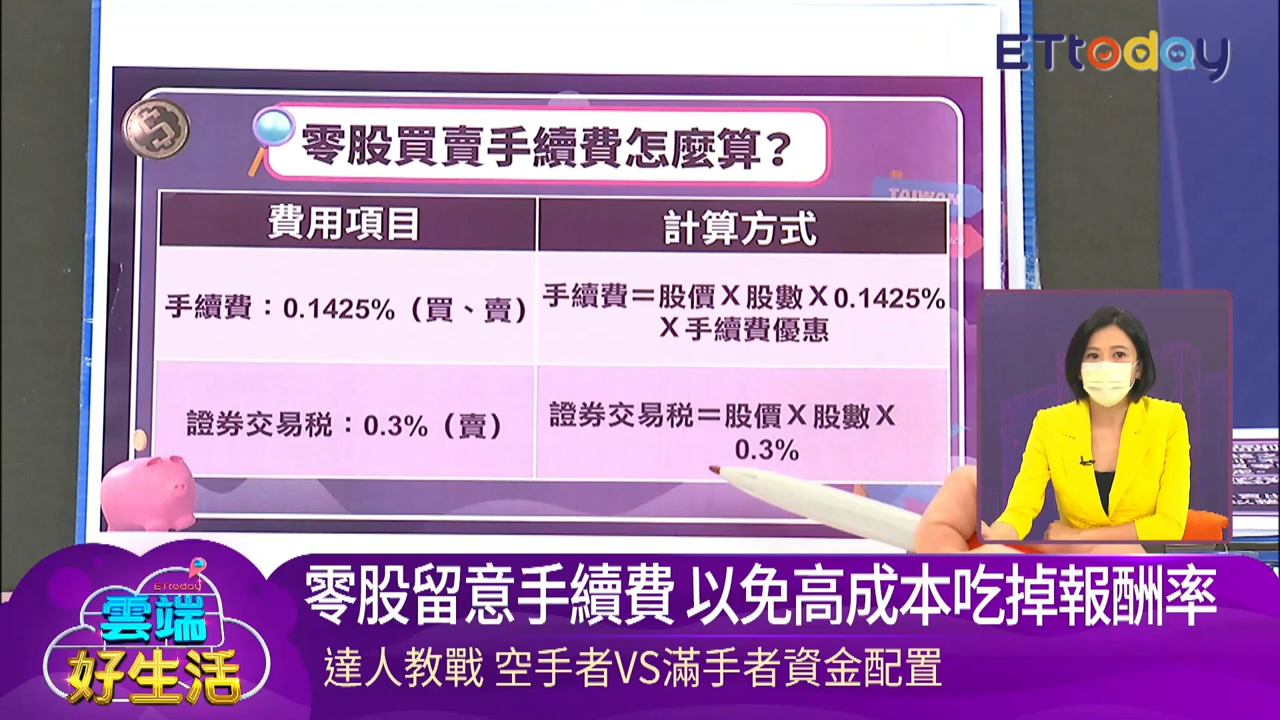 ETtoday
零股買賣手續費怎麼算？
TAIWAN
費用項目
計算方式
手續費：0.1425%（買、賣）
手續費＝股價X股數X0.1425%
X手續費優惠
證券交易税：0.3%（賣）
證券交易税＝股價X股數X
0.3%
ETtoday
雲端
好生活
零股留意手續費 以免高成本吃掉報酬率
達人教戰 空手者VS滿手者資金配置